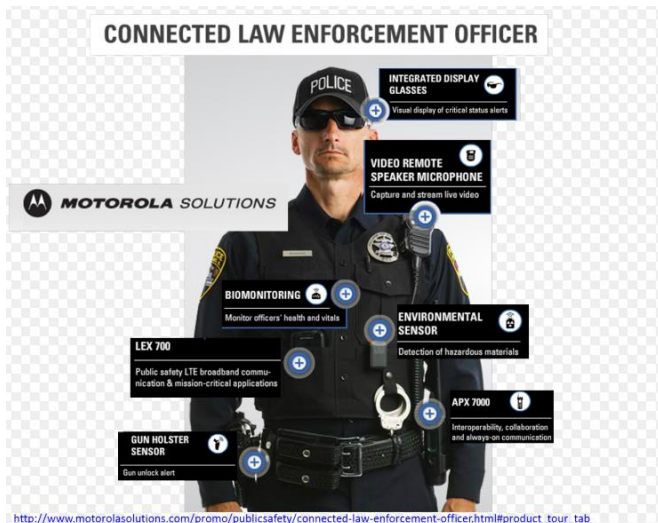 CONNECTED LAW ENFORCEMENT OFFICER
POLICE
INTEGRATED DISPLAY
GLASSES
Visual display of critical status alerts
VIDEO REMOTE
SPEAKER MICROPHONE
Capture and stream live video
MOTOROLA SOLUTIONS
BIOMONITORING
Monitor officers' health and vitals
ENVIRONMENTAL
SENSOR
Detection of hazardous materials
LEX 700
Public safety LTE broadband commu-
nication & mission-critical applications
APX 7000
Interoperability, collaboration
and always-on communication
GUN HOLSTER
SENSOR
Gun unlock alert
http://www.motorolasolutions.com/promo/publicsafety/connected-law-enforcement-officer.html#product_tour_tab